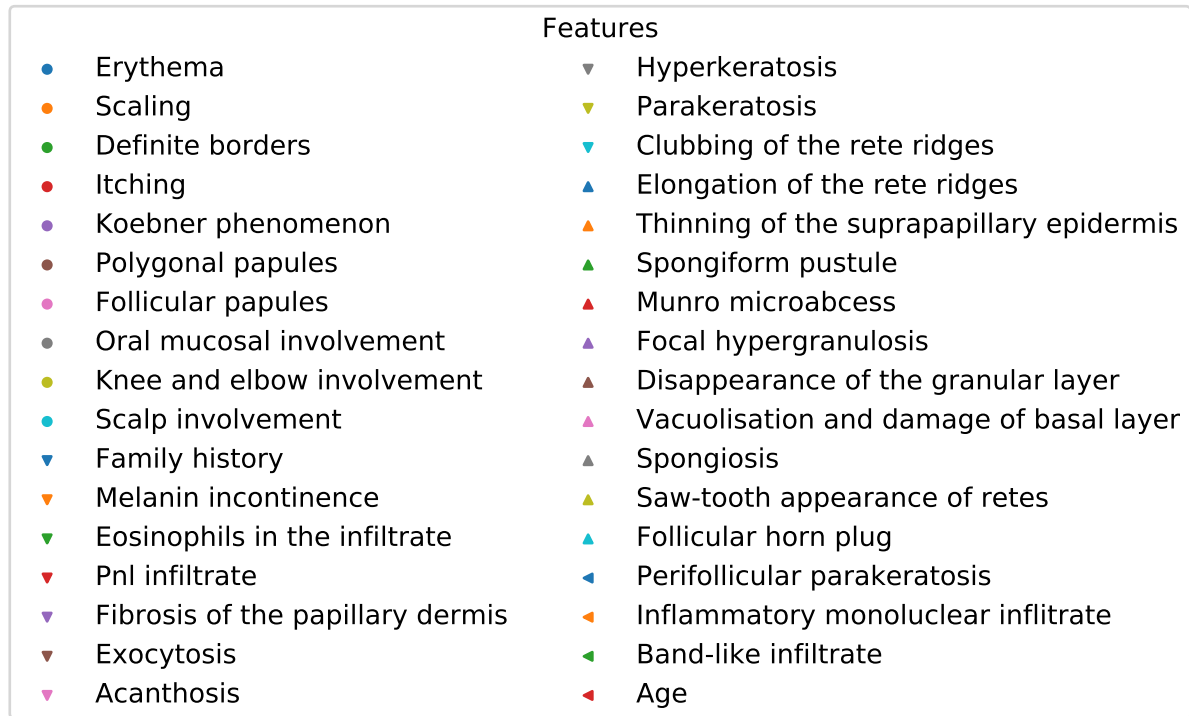 Features
Erythema
Scaling
Definite borders
Itching
Koebner phenomenon
Polygonal papules
Follicular papules
Oral mucosal involvement
Knee and elbow involvement
Scalp involvement
Family history
Melanin incontinence
Eosinophils in the infiltrate
Pnl infiltrate
Fibrosis of the papillary dermis
Exocytosis
Acanthosis
Hyperkeratosis
Parakeratosis
Clubbing of the rete ridges
Elongation of the rete ridges
Thinning of the suprapapillary epidermis
Spongiform pustule
Munro microabcess
Focal hypergranulosis
Disappearance of the granular layer
Vacuolisation and damage of basal layer
Spongiosis
Saw-tooth appearance of retes
Follicular horn plug
Perifollicular parakeratosis
Inflammatory monoluclear inflitrate
Band-like infiltrate
Age